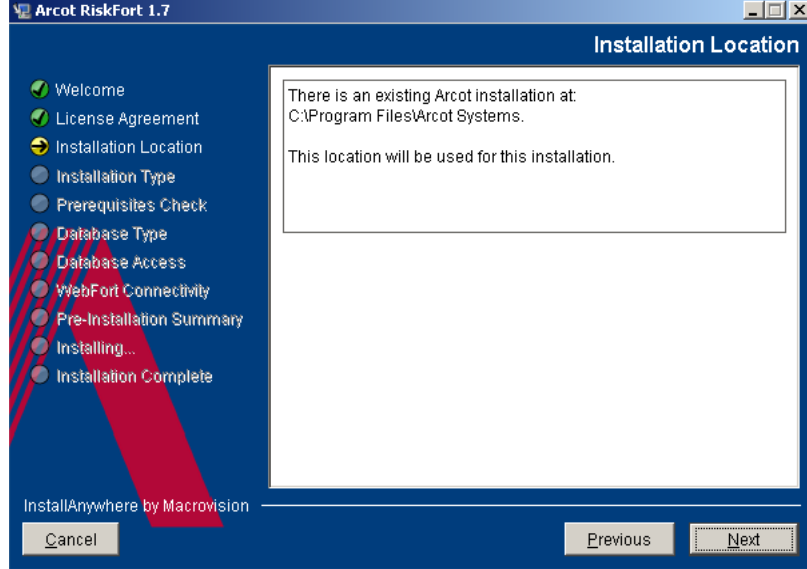 Arcot RiskFort 1.7
Installation Location
Welcome
License Agreement
Installation Location
Installation Type
Prerequisites Check
Database Type
Database Access
WebFort Connectivity
Pre-Installation Summary
Installing...
Installation Complete
There is an existing Arcot installation at:
C:\Program Files\Arcot Systems.
This location will be used for this installation.
InstallAnywhere by Macrovision
Cancel
Previous
Next